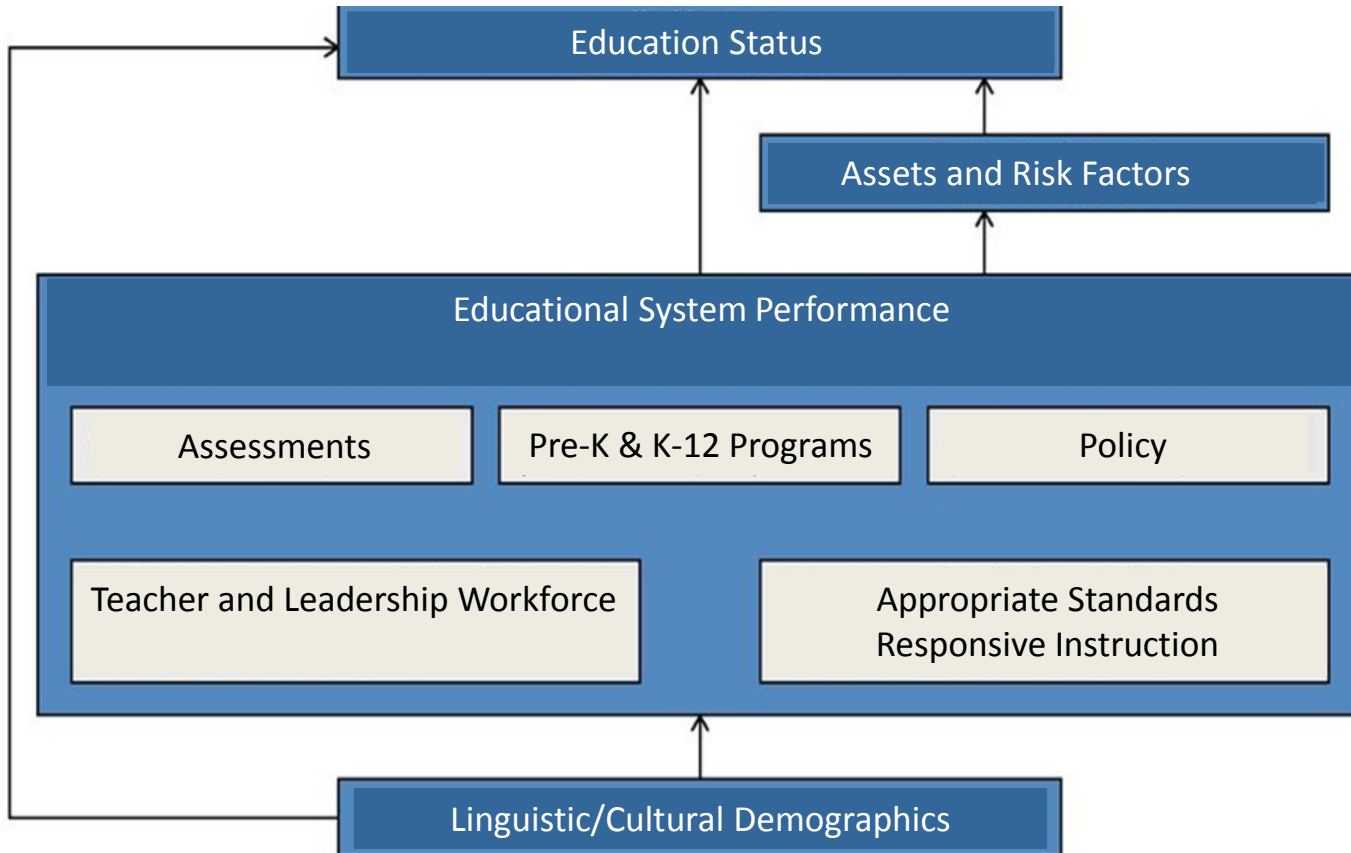 Education Status
Assets and Risk Factors
Educational System Performance
Assessments
Pre-K & K-12 Programs
Policy
Teacher and Leadership Workforce
Appropriate Standards
Responsive Instruction
Linguistic/Cultural Demographics